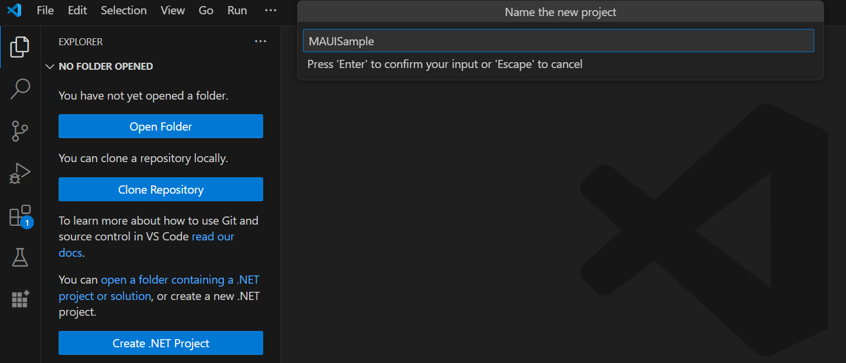 File Edit Selection View Go Run ···
Name the new project
MAUISample
Press 'Enter' to confirm your input or 'Escape' to cancel
EXPLORER ···
NO FOLDER OPENED
You have not yet opened a folder.
Open Folder
You can clone a repository locally.
Clone Repository
To learn more about how to use Git and
source control in VS Code read our
docs.
You can open a folder containing a .NET
project or solution, or create a new .NET
project.
Create .NET Project
1